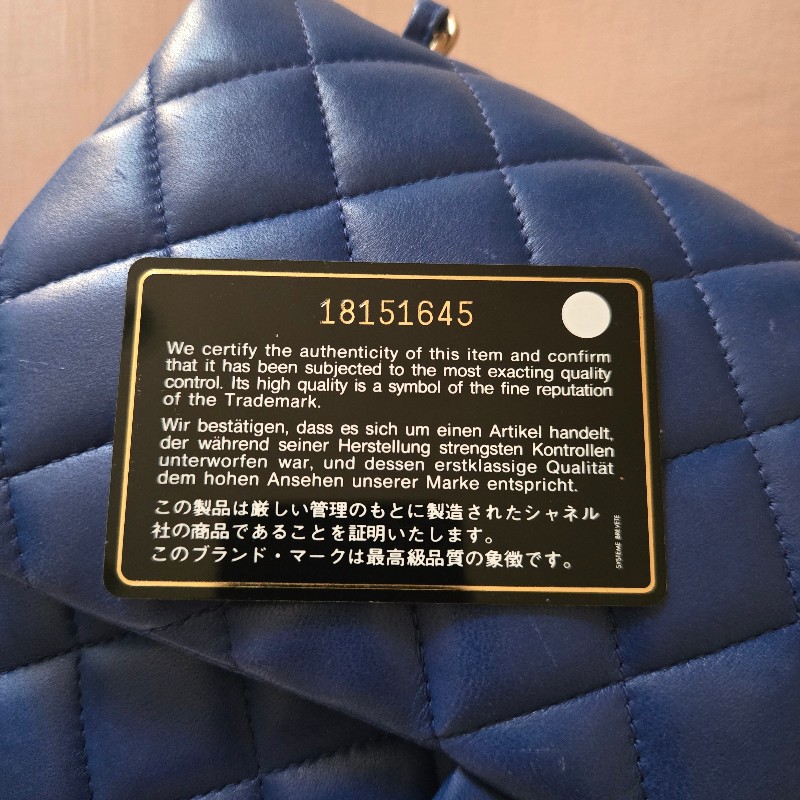 18151645
We certify the authenticity of this item and confirm
that it has been subjected to the most exacting quality
control. Its high quality is a symbol of the fine reputation
of the Trademark.
Wir bestätigen, dass es sich um einen Artikel handelt,
der während seiner Herstellung strengsten Kontrollen
unterworfen war, und dessen erstklassige Qualität
dem hohen Ansehen unserer Marke entspricht.
この製品は厳しい管理のもとに製造されたシャネル
社の商品であることを証明いたします。
このブランド・マークは最高級品質の象徴です。
SYSTEME BREVETE